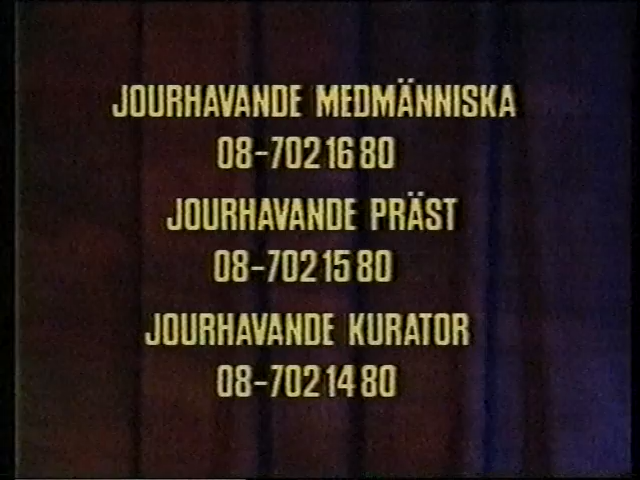 JOURHAVANDE MEDMÄNNISKA
08-702 16 80
JOURHAVANDE PRÄST
08-702 15 80
JOURHAVANDE KURATOR
08-702 14 80